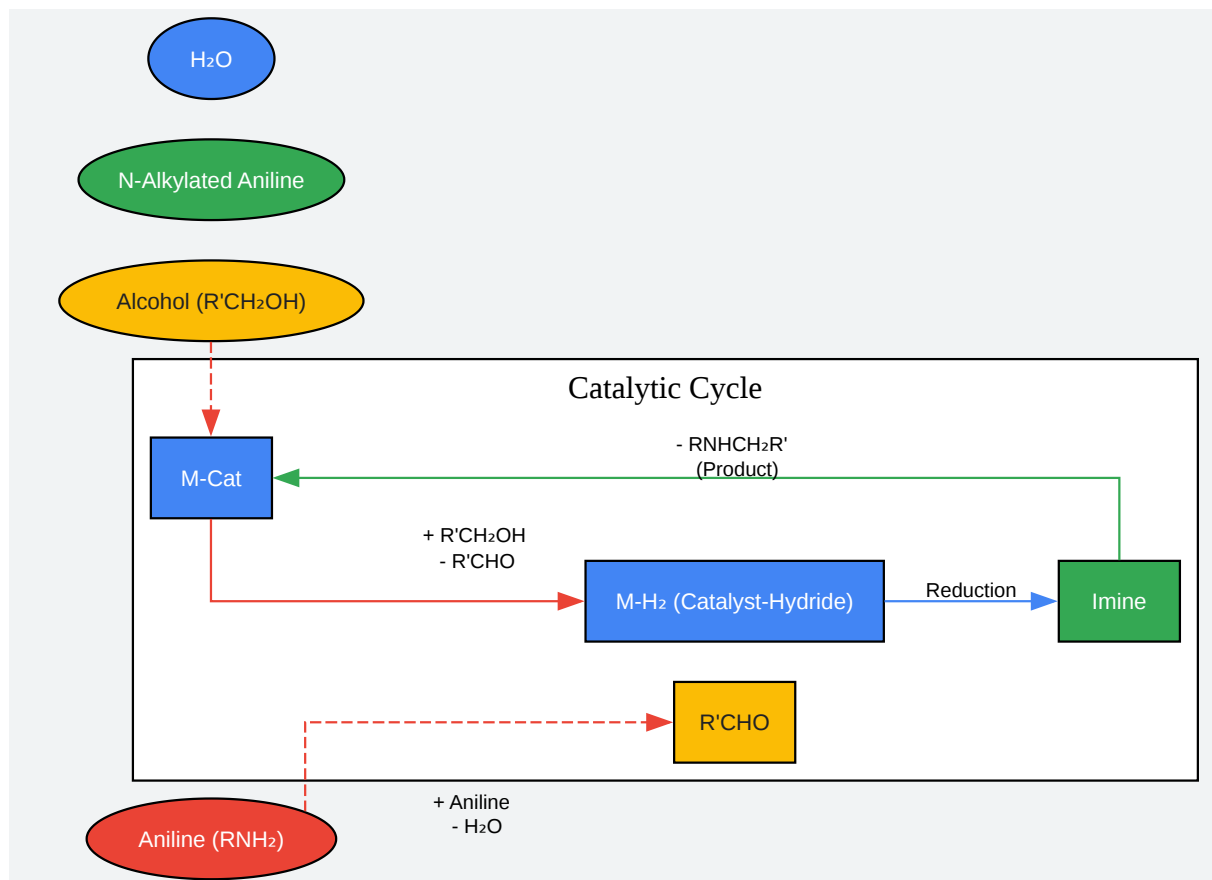 H₂O
N-Alkylated Aniline
Alcohol (R'CH₂OH)
Catalytic Cycle
- RNHCH₂R'
(Product)
M-Cat
+ R'CH₂OH
- R'CHO
M-H₂ (Catalyst-Hydride)
Reduction
Imine
R'CHO
+ Aniline
- H₂O
Aniline (RNH₂)